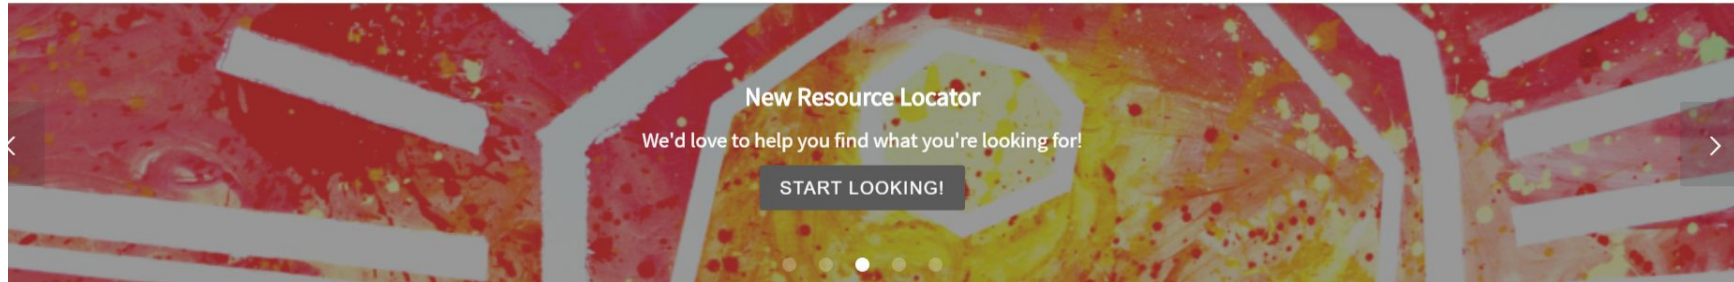 New Resource Locator
We'd love to help you find what you're looking for!
START LOOKING!